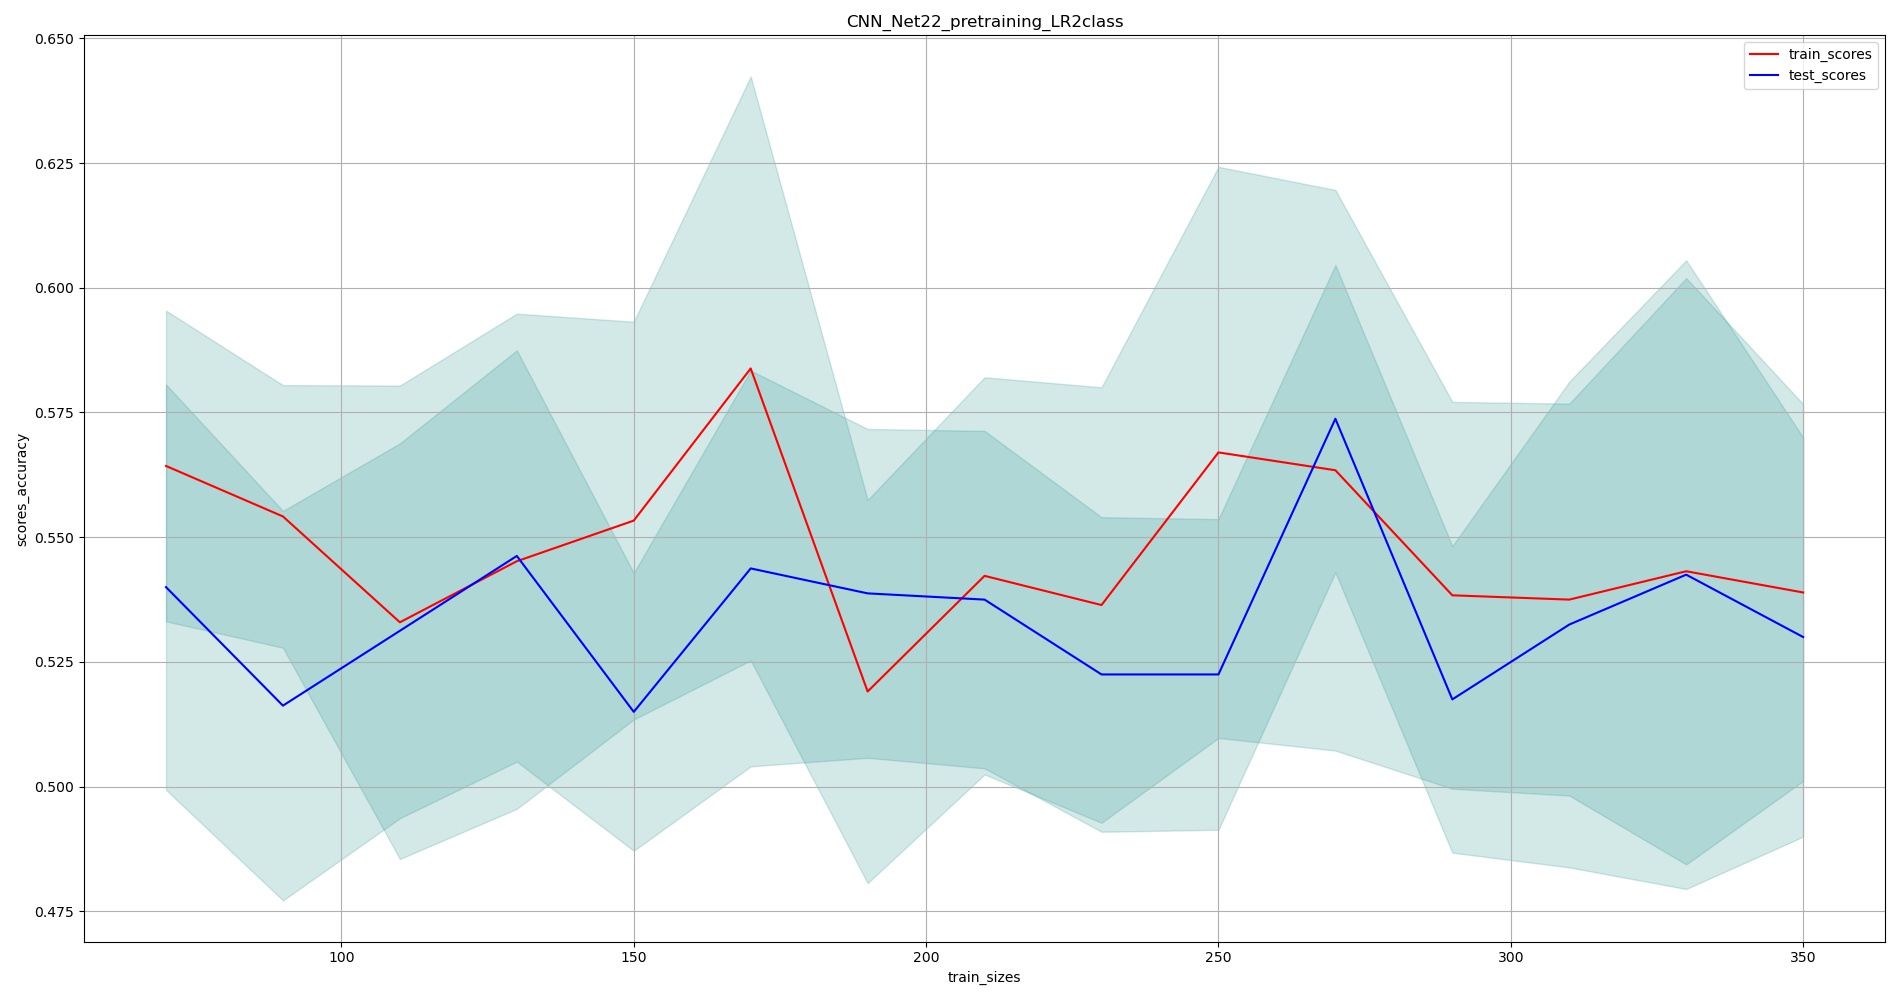 CNN_Net22_pretraining_LR2class
train_scores
test_scores
0.650
0.625
0.600
0.575
0.550
0.525
0.500
0.475
scores_accuracy
100 150 200 250 300 350
train_sizes